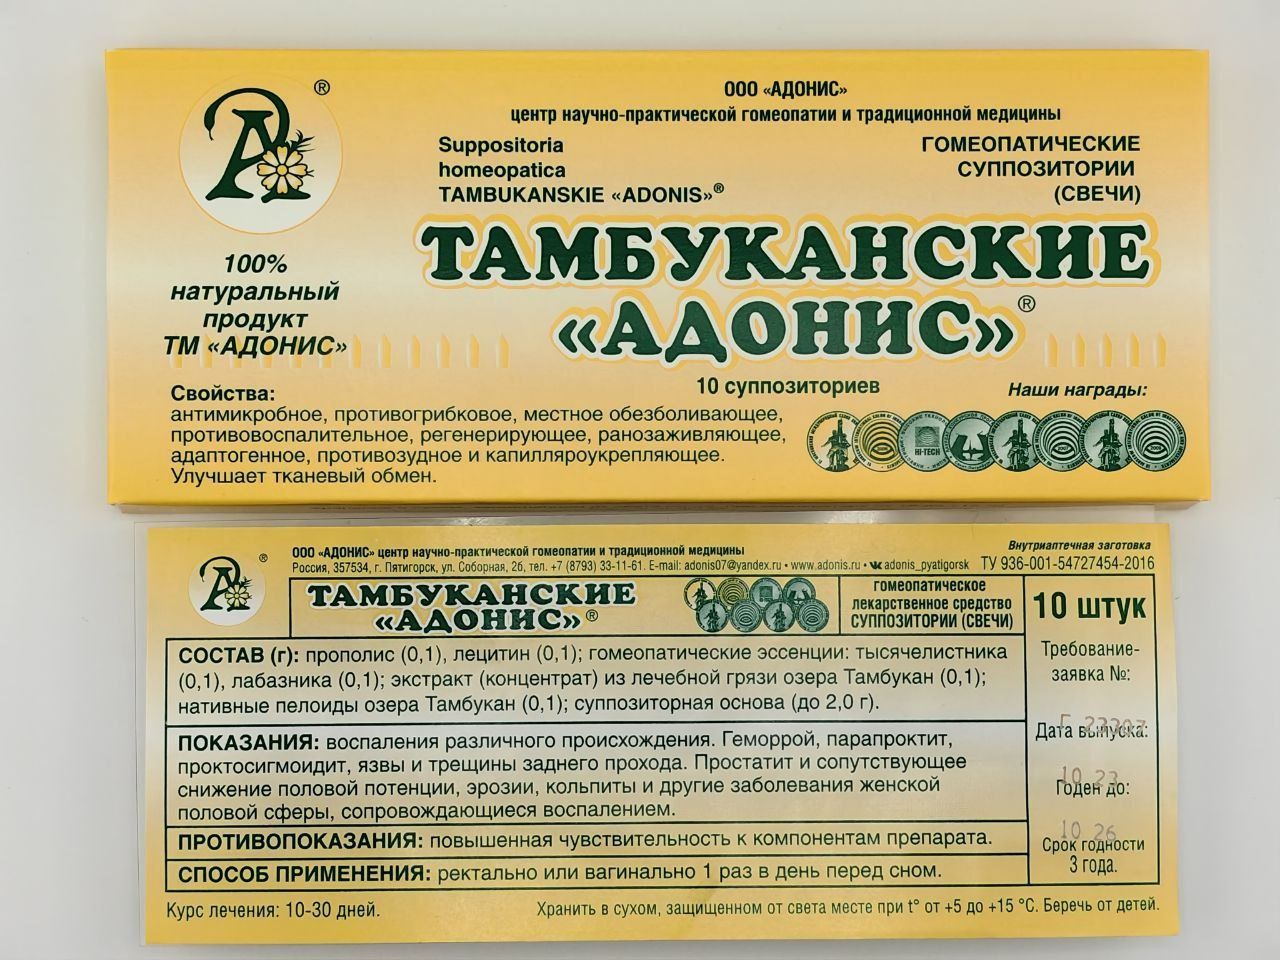 ®
ООО «АДОНИС»
центр научно-практической гомеопатии и традиционной медицины
Suppositoria
homeopatica
TAMBUKANSKIE «ADONIS»®
ГОМЕОПАТИЧЕСКИЕ
СУППОЗИТОРИИ
(СВЕЧИ)
ТАМБУКАНСКИЕ
«АДОНИС»®
100%
натуральный
продукт
ТМ «АДОНИС»
10 суппозиториев
Наши награды:
HI-TECH
Свойства:
антимикробное, противогрибковое, местное обезболивающее,
противовоспалительное, регенерирующее, ранозаживляющее,
адаптогенное, противозудное и капилляроукрепляющее.
Улучшает тканевый обмен.
®
ООО «АДОНИС» центр научно-практической гомеопатии и традиционной медицины
Россия, 357534, г. Пятигорск, ул. Соборная, 2б, тел. +7 (8793) 33-11-61. E-mail: adonis07@yandex.ru • www.adonis.ru • adonis_pyatigorsk
Внутриаптечная заготовка
ТУ 936-001-54727454-2016
ТАМБУКАНСКИЕ
«АДОНИС»®
гомеопатическое
лекарственное средство
СУППОЗИТОРИИ (СВЕЧИ)
10 штук
СОСТАВ (г): прополис (0,1), лецитин (0,1); гомеопатические эссенции: тысячелистника
(0,1), лабазника (0,1); экстракт (концентрат) из лечебной грязи озера Тамбукан (0,1);
нативные пелоиды озера Тамбукан (0,1); суппозиторная основа (до 2,0 г).
ПОКАЗАНИЯ: воспаления различного происхождения. Геморрой, парапроктит,
проктосигмоидит, язвы и трещины заднего прохода. Простатит и сопутствующее
снижение половой потенции, эрозии, кольпиты и другие заболевания женской
половой сферы, сопровождающиеся воспалением.
ПРОТИВОПОКАЗАНИЯ: повышенная чувствительность к компонентам препарата.
СПОСОБ ПРИМЕНЕНИЯ: ректально или вагинально 1 раз в день перед сном.
Требование-
заявка №:
Г 23307
Дата выпуска:
10 23
Годен до:
10 26
Срок годности
3 года.
Курс лечения: 10-30 дней.
Хранить в сухом, защищенном от света месте при t° от +5 до +15 °С. Беречь от детей.